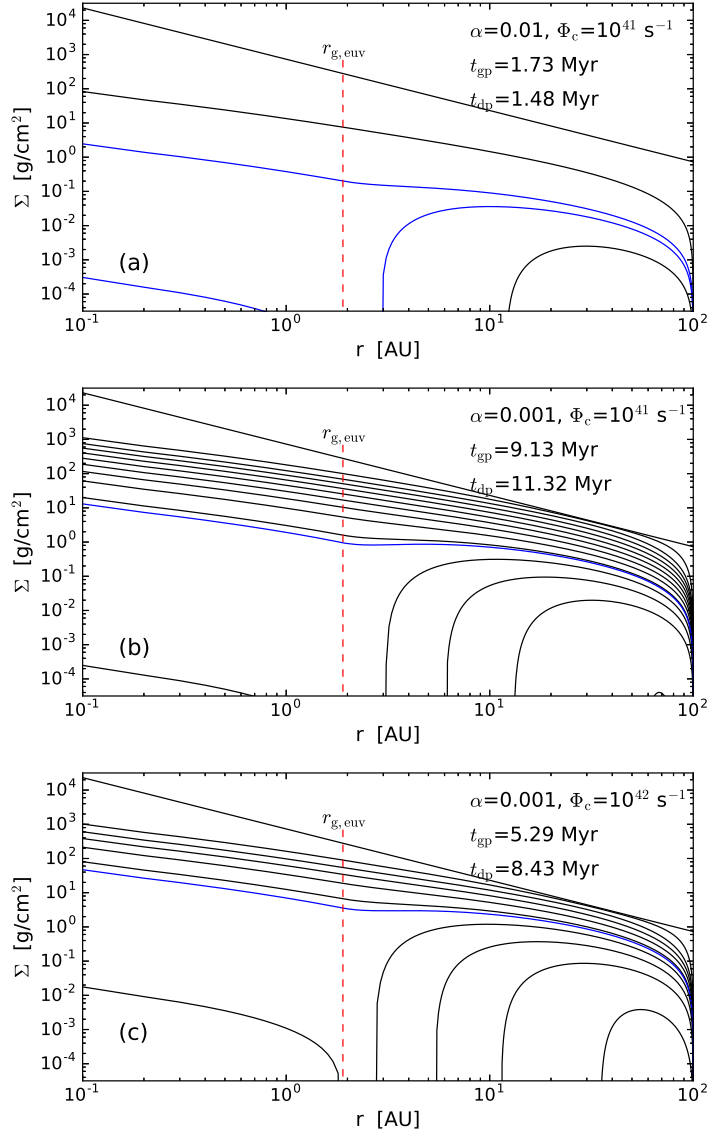 α=0.01, Φc=10^41 s^−1
t_gp=1.73 Myr
t_dp=1.48 Myr
r_g,euv
Σ [g/cm^2]
10^4
10^3
10^2
10^1
10^0
10^-1
10^-2
10^-3
10^-4
(a)
10^-1 10^0 10^1 10^2
r [AU]
α=0.001, Φc=10^41 s^−1
t_gp=9.13 Myr
t_dp=11.32 Myr
r_g,euv
Σ [g/cm^2]
10^4
10^3
10^2
10^1
10^0
10^-1
10^-2
10^-3
10^-4
(b)
10^-1 10^0 10^1 10^2
r [AU]
α=0.001, Φc=10^42 s^−1
t_gp=5.29 Myr
t_dp=8.43 Myr
r_g,euv
Σ [g/cm^2]
10^4
10^3
10^2
10^1
10^0
10^-1
10^-2
10^-3
10^-4
(c)
10^-1 10^0 10^1 10^2
r [AU]